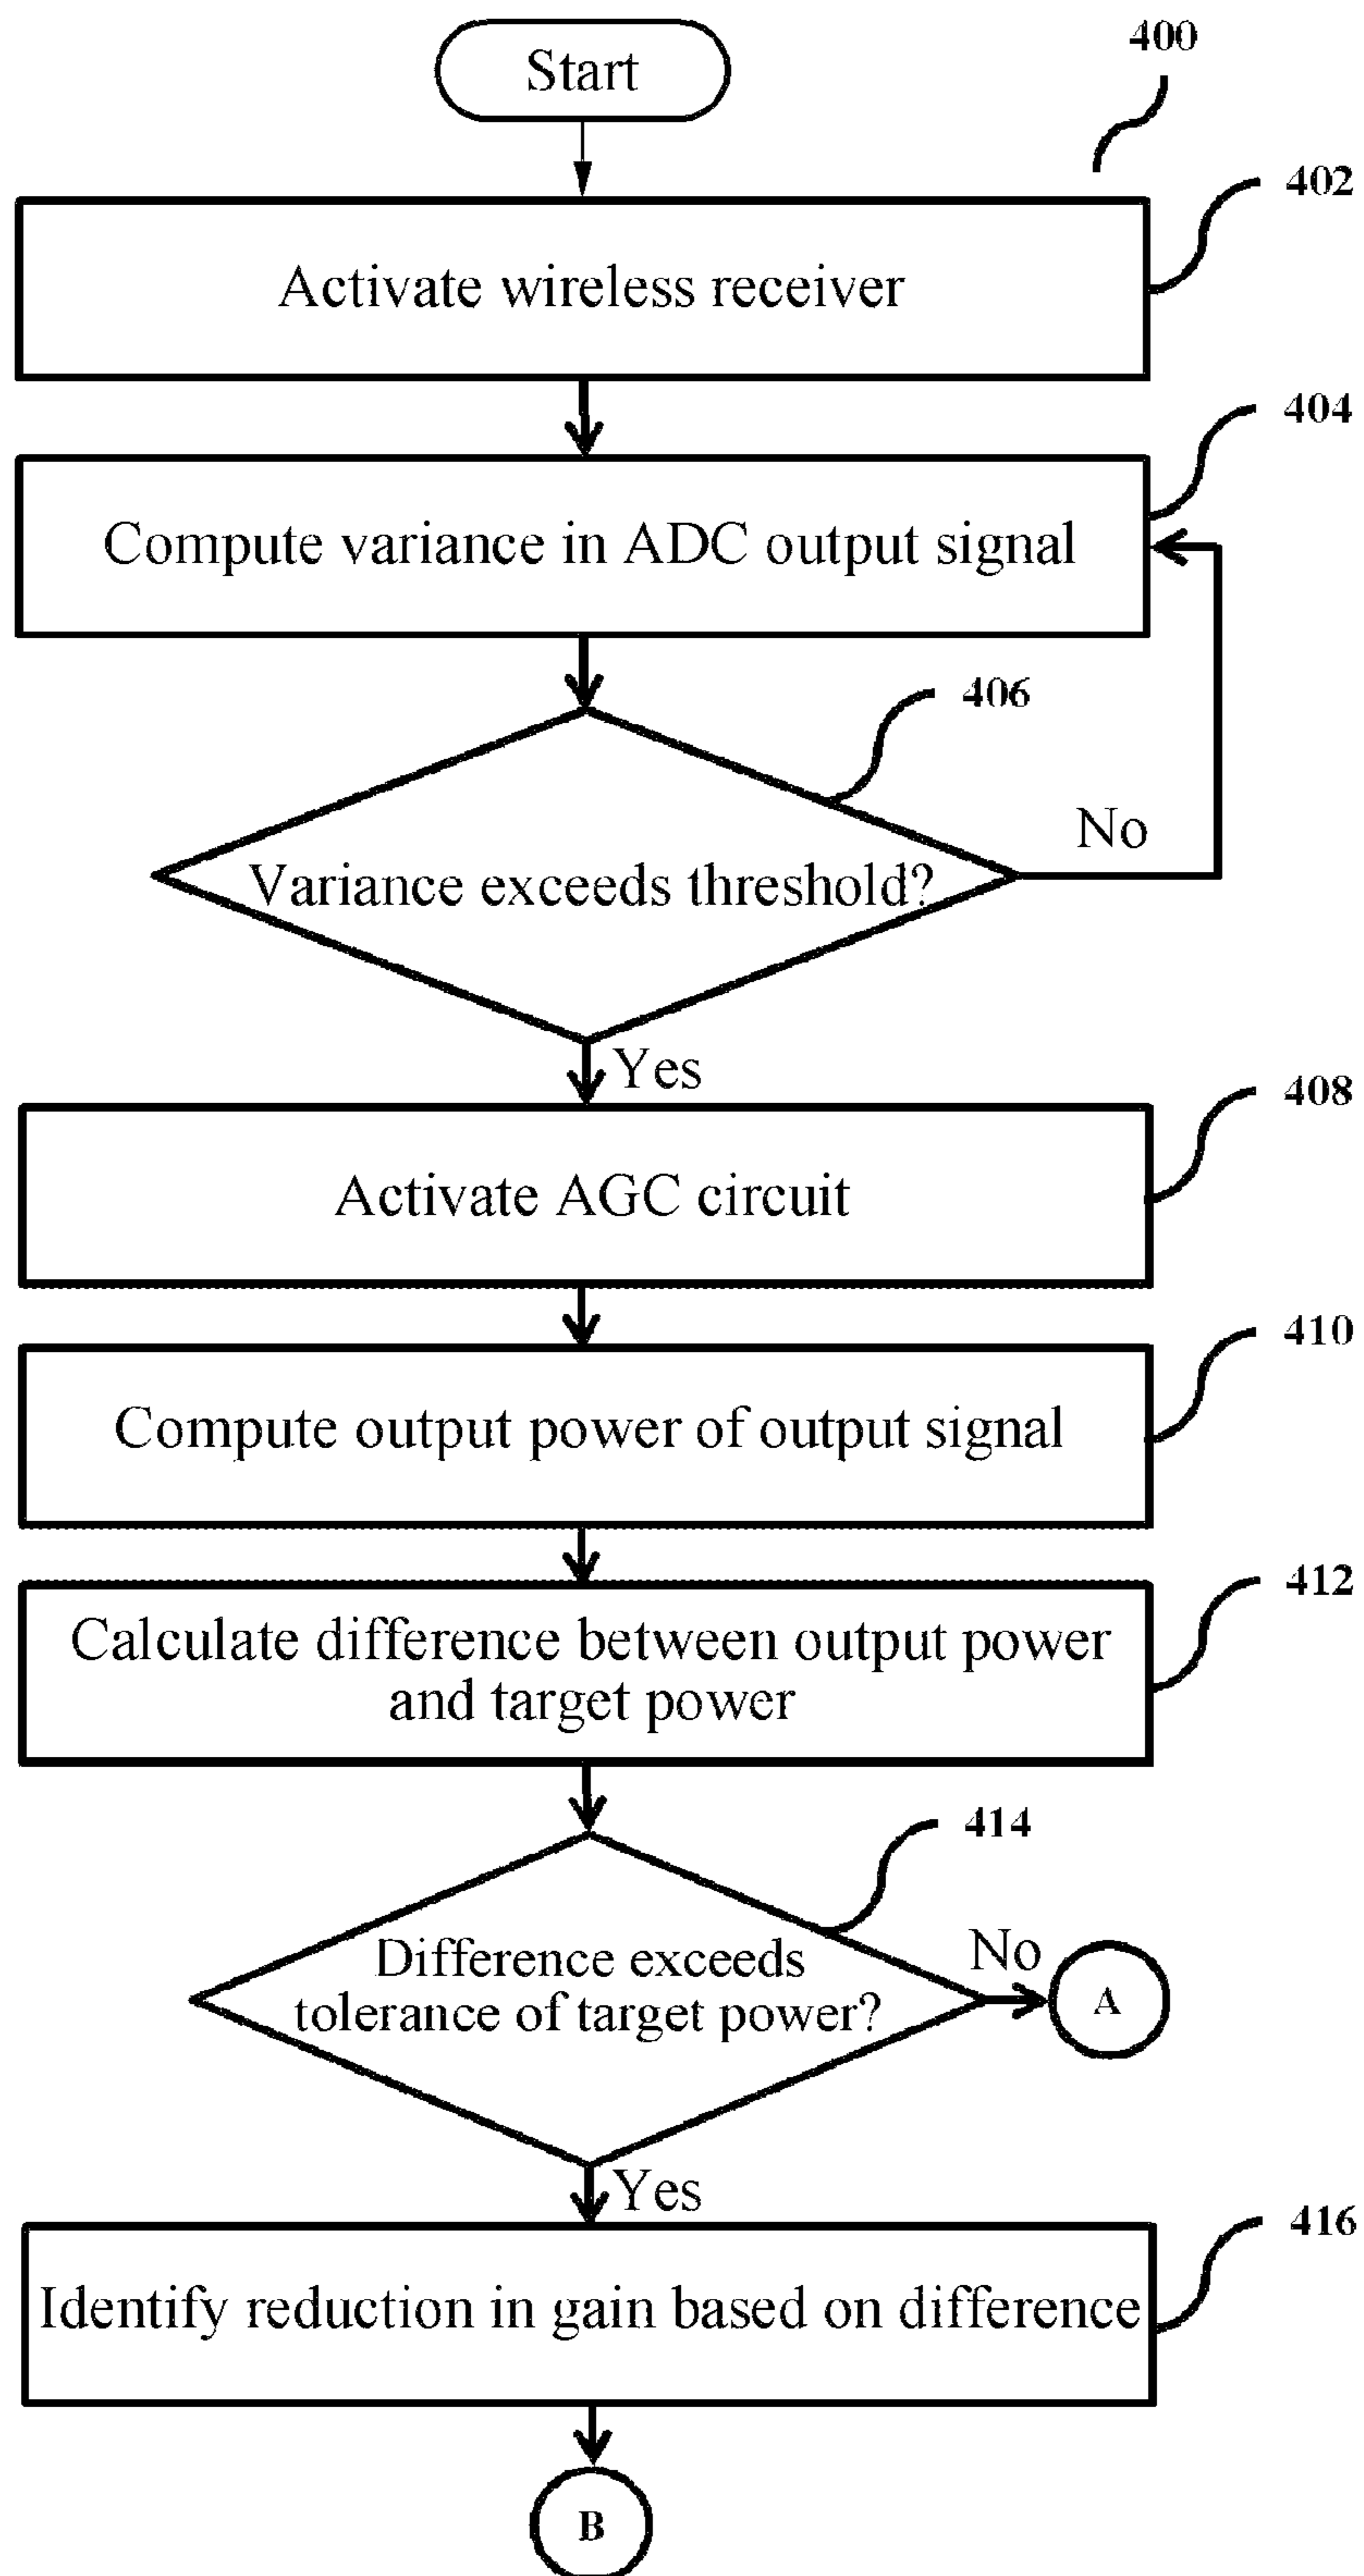 Start
400
402
Activate wireless receiver
404
Compute variance in ADC output signal
406
Variance exceeds threshold?
No
Yes
408
Activate AGC circuit
410
Compute output power of output signal
412
Calculate difference between output power
and target power
414
Difference exceeds
tolerance of target power?
No
A
Yes
416
Identify reduction in gain based on difference
B